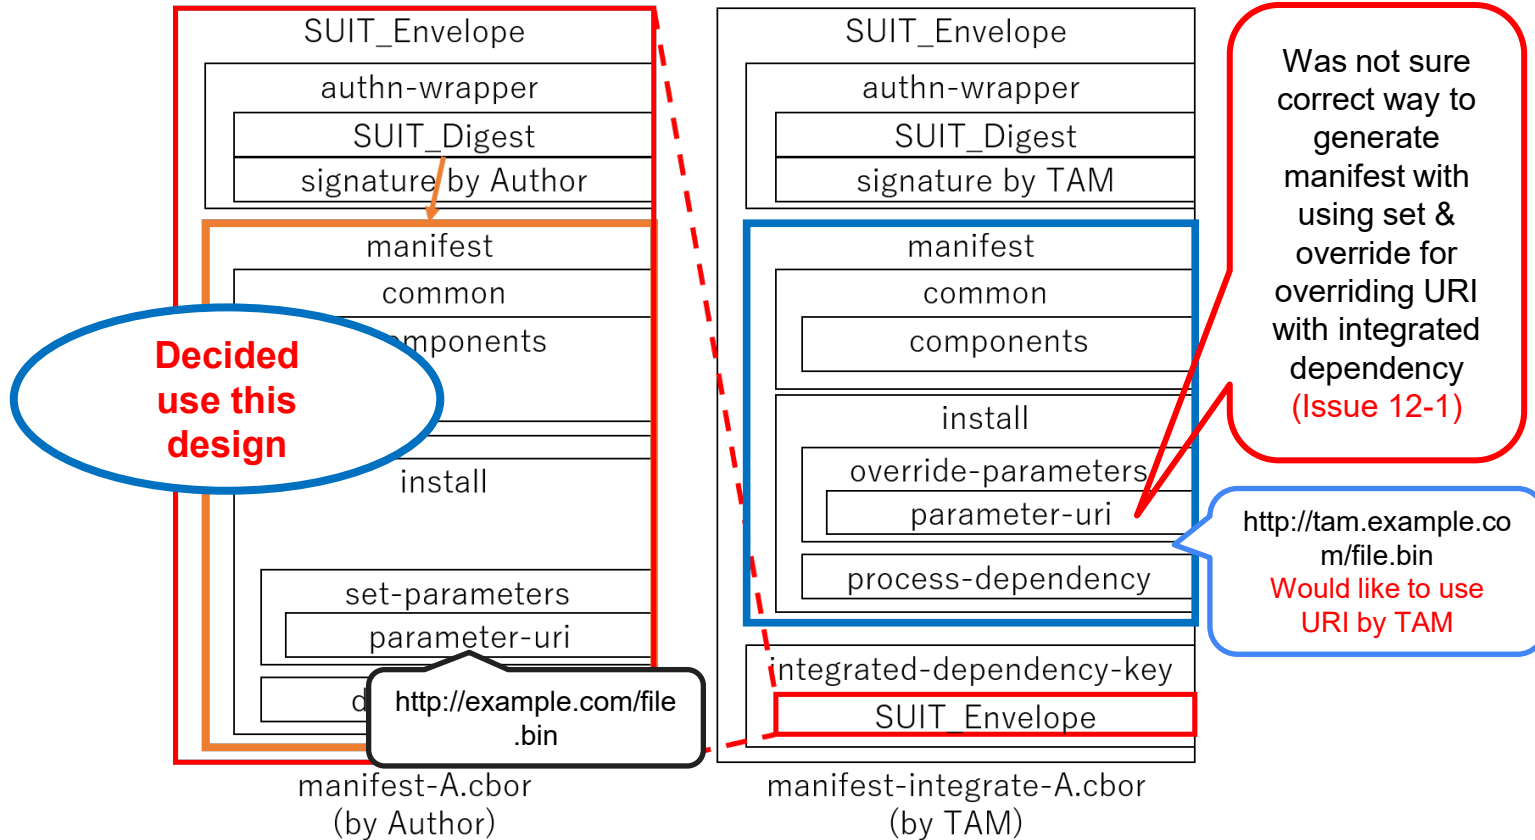 SUIT_Envelope
authn-wrapper
SUIT_Digest
signature by Author
manifest
common
mponents
Decided
use this
design
install
set-parameters
parameter-uri
d
http://example.com/file
.bin
manifest-A.cbor
(by Author)
SUIT_Envelope
authn-wrapper
SUIT_Digest
signature by TAM
manifest
common
components
install
override-parameters
parameter-uri
process-dependency
integrated-dependency-key
SUIT_Envelope
manifest-integrate-A.cbor
(by TAM)
Was not sure
correct way to
generate
manifest with
using set &
override for
overriding URI
with integrated
dependency
(Issue 12-1)
http://tam.example.co
m/file.bin
Would like to use
URI by TAM